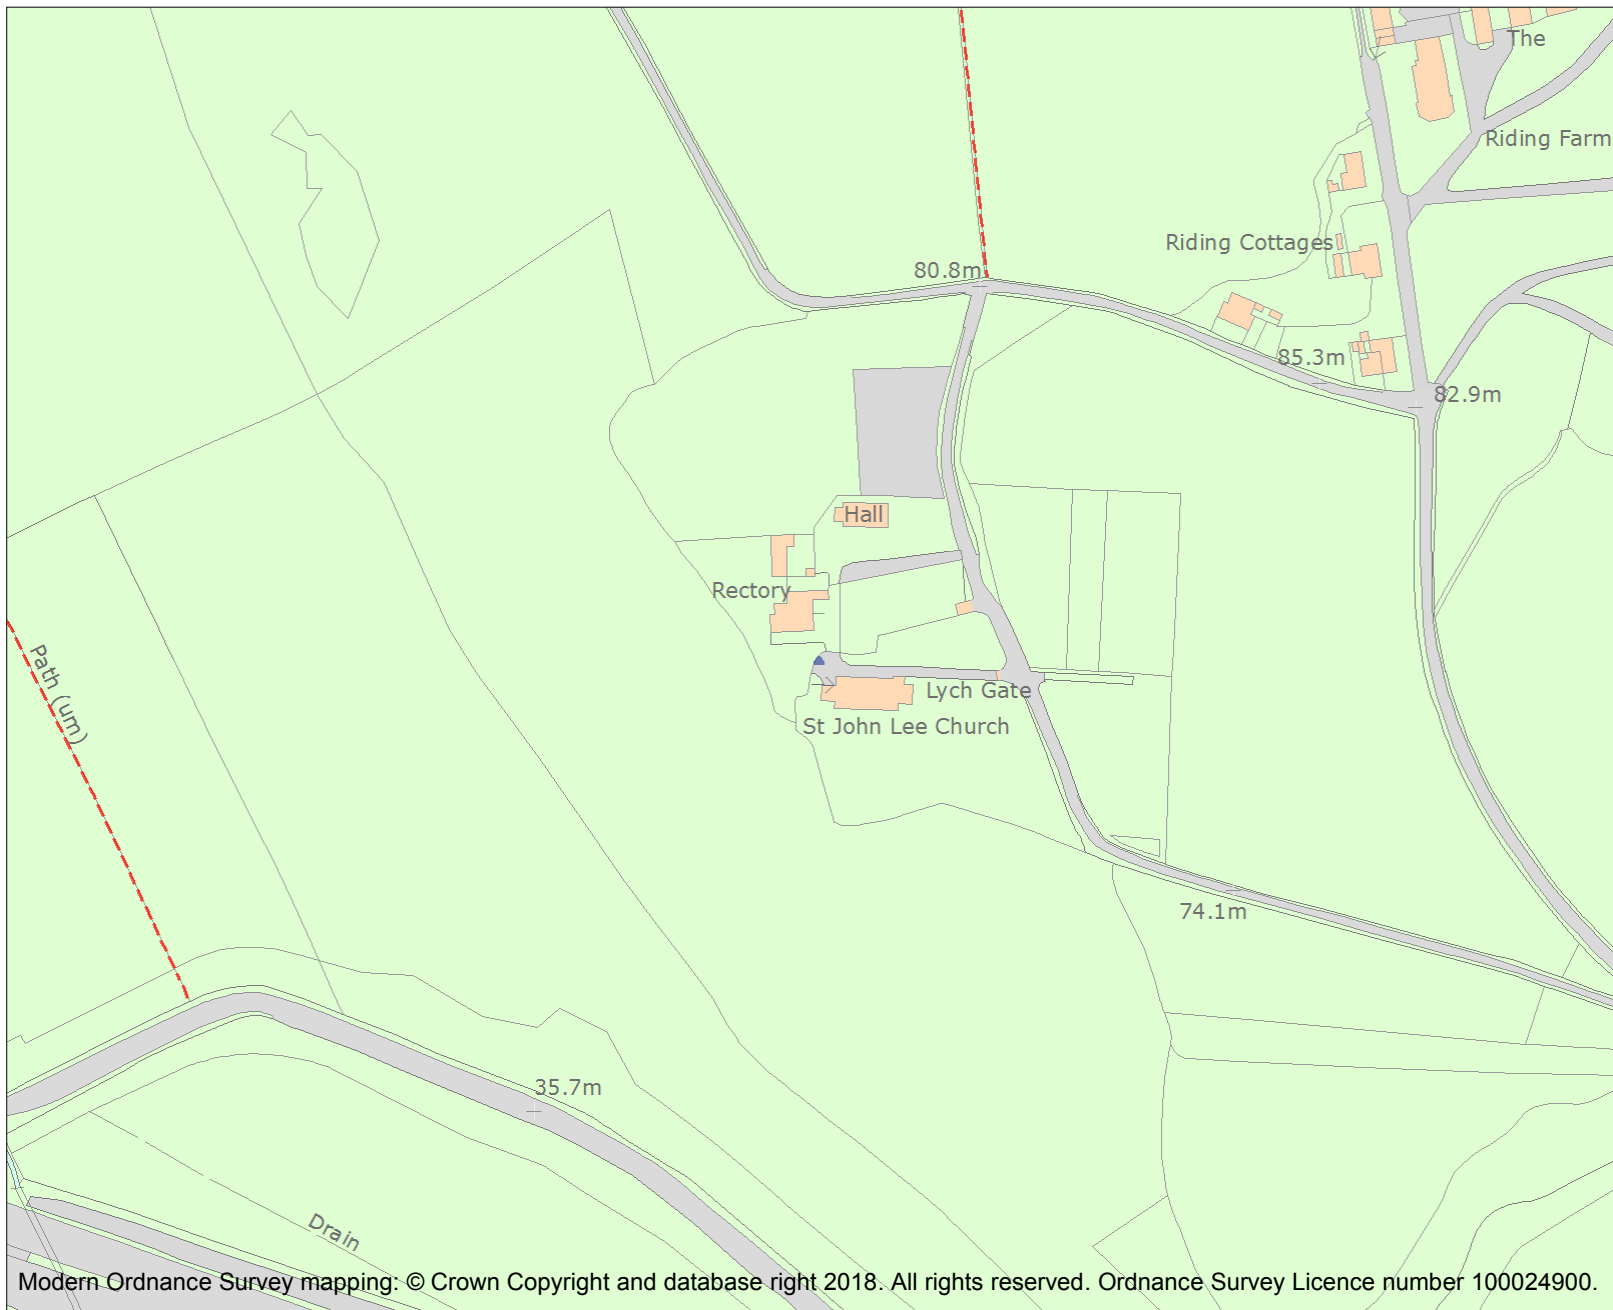 The
Riding Farm
Riding Cottages
80.8m
85.3m
82.9m
Hall
Rectory
Path (um)
Lych Gate
St John Lee Church
74.1m
35.7m
Drain
Modern Ordnance Survey mapping: © Crown Copyright and database right 2018. All rights reserved. Ordnance Survey Licence number 100024900.